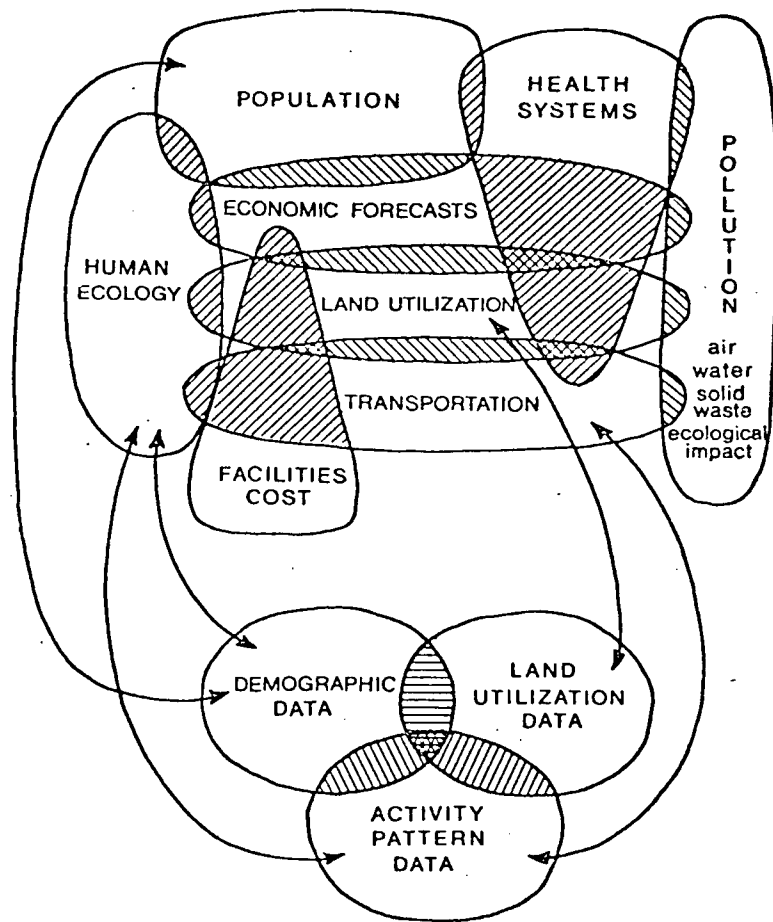 POPULATION
HEALTH
SYSTEMS
POLLUTION
air
water
solid
waste
ecological
impact
ECONOMIC FORECASTS
HUMAN
ECOLOGY
LAND UTILIZATION
TRANSPORTATION
FACILITIES
COST
DEMOGRAPHIC
DATA
LAND
UTILIZATION
DATA
ACTIVITY
PATTERN
DATA